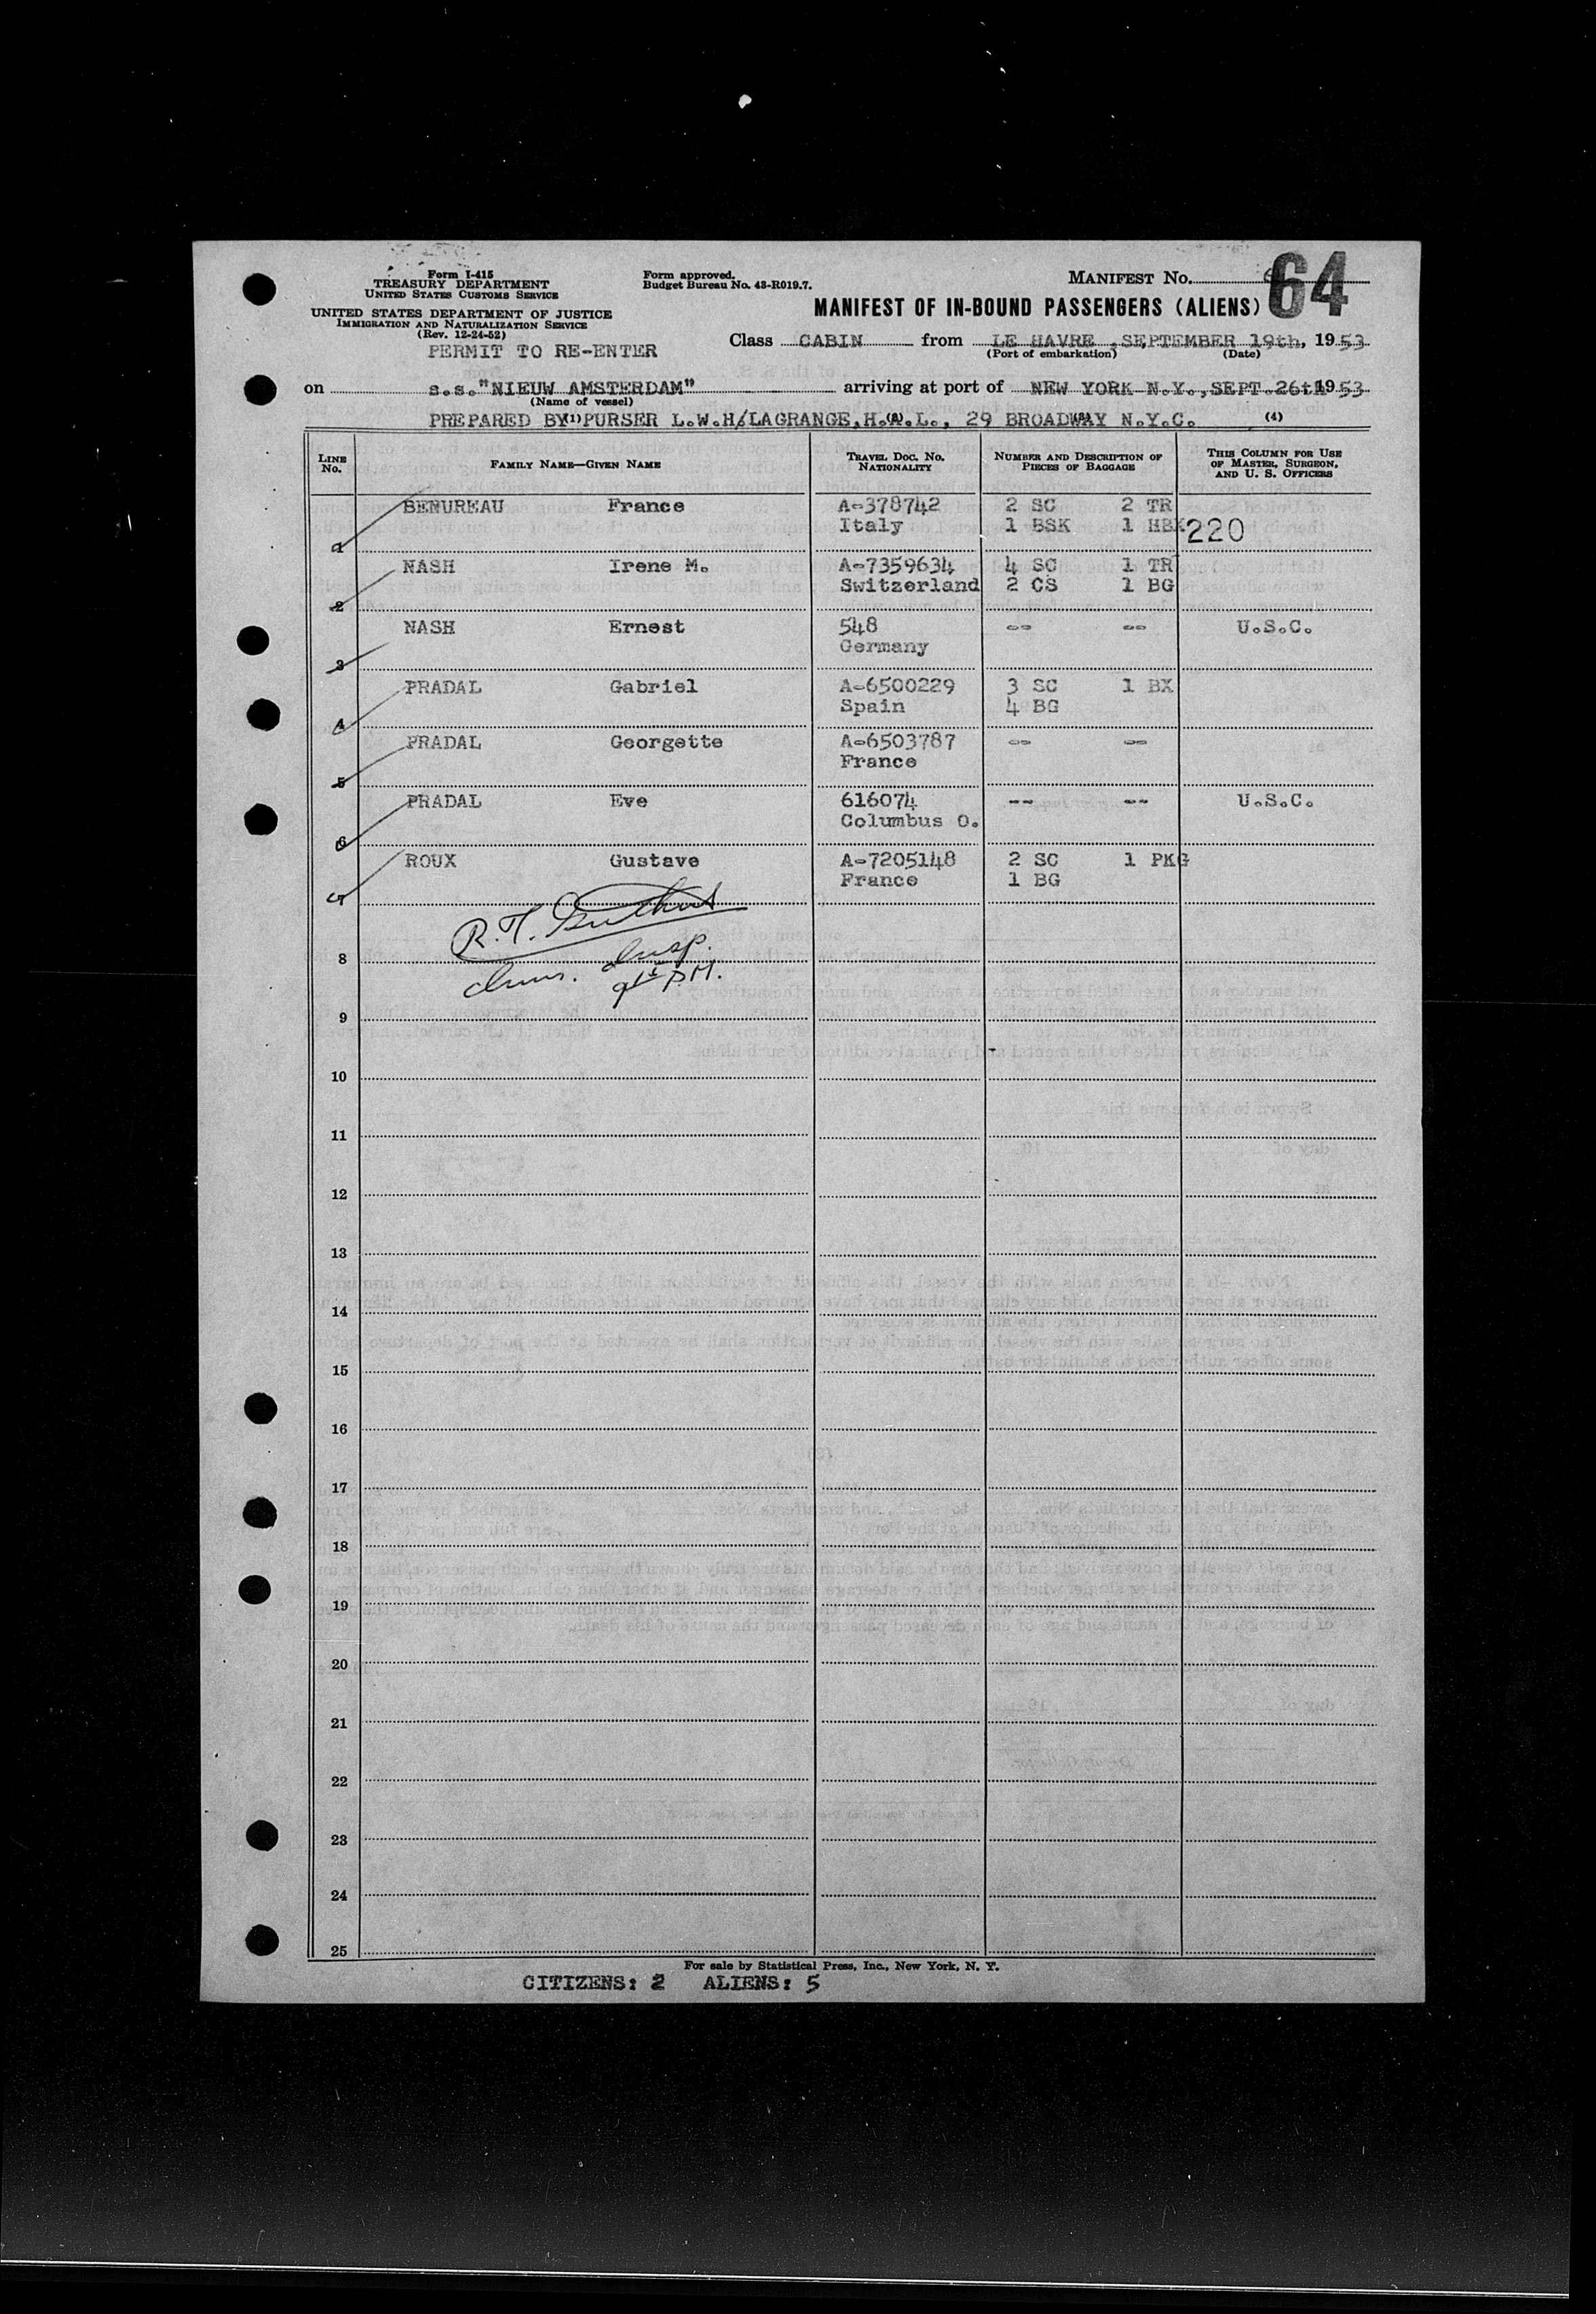 Form I-415
TREASURY DEPARTMENT
UNITED STATES CUSTOMS SERVICE
UNITED STATES DEPARTMENT OF JUSTICE
IMMIGRATION AND NATURALIZATION SERVICE
(Rev. 12-24-52)
PERMIT TO RE-ENTER
Form approved.
Budget Bureau No. 43-R019.7.
MANIFEST No. 64
MANIFEST OF IN-BOUND PASSENGERS (ALIENS)
Class CABIN from LE HAVRE, SEPTEMBER 19th, 1953
(Port of embarkation) (Date)
on s.s."NIEUW AMSTERDAM" arriving at port of NEW YORK N.Y., SEPT. 26th 1953
(Name of vessel)
PREPARED BY PURSER L.W.H. LAGRANGE, H.A.L., 29 BROADWAY N.Y.C. (4)
LINE No. FAMILY NAME—GIVEN NAME TRAVEL DOC. NO. NATIONALITY NUMBER AND DESCRIPTION OF PIECES OF BAGGAGE THIS COLUMN FOR USE OF MASTER, SURGEON, AND U. S. OFFICERS
BENUREAU France A-378742 2 SC 2 TR
1 Italy 1 BSK 1 HBX 220
NASH Irene M. A-7359634 4 SC 1 TR
2 Switzerland 2 CS 1 BG
NASH Ernest 548 -- -- U.S.C.
3 Germany
PRADAL Gabriel A-6500229 3 SC 1 BX
4 Spain 4 BG
PRADAL Georgette A-6503787 -- --
5 France
PRADAL Eve 616074 -- -- U.S.C.
6 Columbus O.
ROUX Gustave A-7205148 2 SC 1 PKG
7 France 1 BG
R.T.
8
Imm. Insp.
P.M.
9
10
11
12
13
14
15
16
17
18
19
20
21
22
23
24
25
For sale by Statistical Press, Inc., New York, N. Y.
CITIZENS: 2 ALIENS: 5